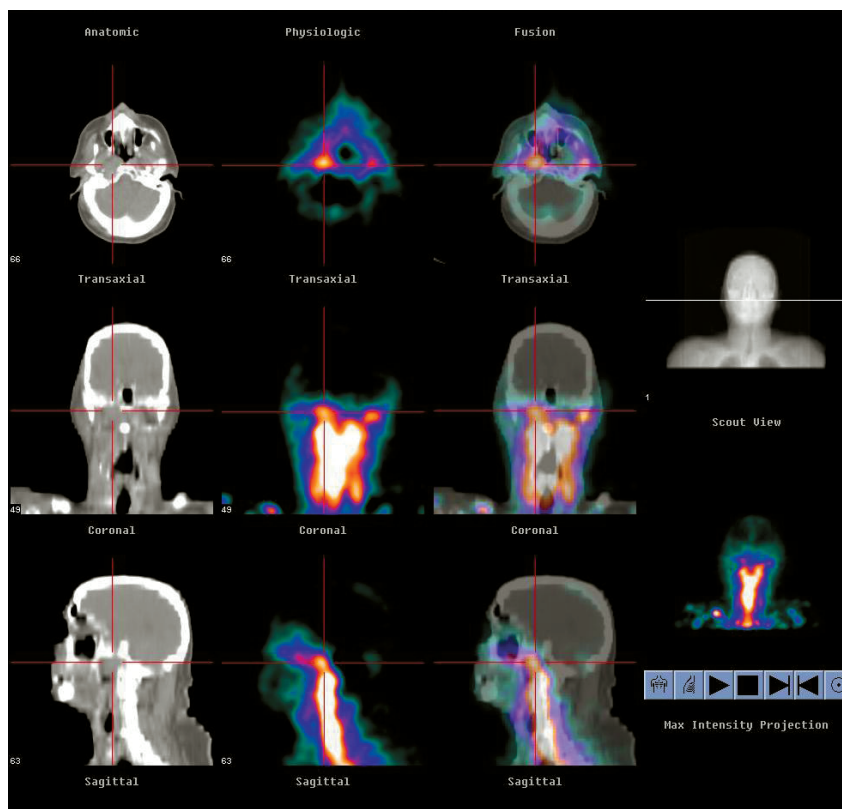 Anatomic Physiologic Fusion
66 66
Transaxial Transaxial Transaxial
1
Scout View
49 49
Coronal Coronal Coronal
63 63
Sagittal Sagittal Sagittal
Max Intensity Projection